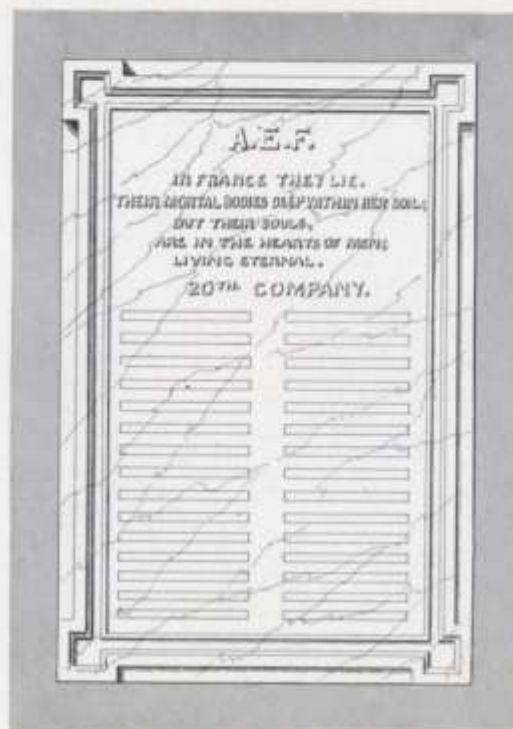 A.E.F.
IN FRANCE THEY LIE.
THEIR MORTAL BODIES DEEP WITHIN HER SOIL;
BUT THEIR SOULS,
ARE IN THE HEARTS OF MEN;
LIVING ETERNAL.
20TH COMPANY.